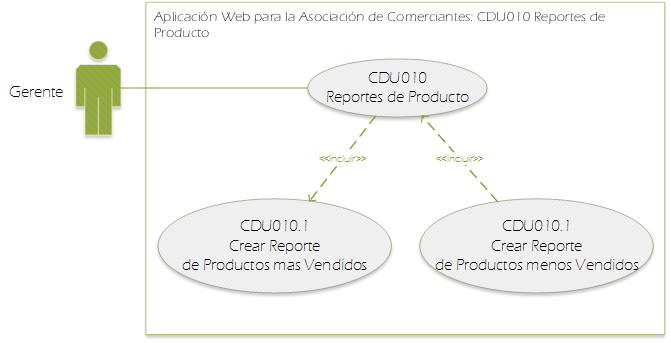 Aplicación Web para la Asociación de Comerciantes: CDU010 Reportes de
Producto
Gerente
CDU010
Reportes de Producto
<<incluir>>
<<incluir>>
CDU010.1
Crear Reporte
de Productos mas Vendidos
CDU010.1
Crear Reporte
de Productos menos Vendidos